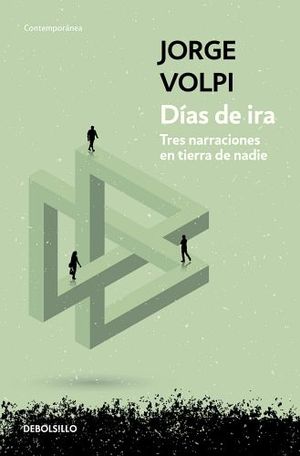 Contemporánea
JORGE
VOLPI
Días de ira
Tres narraciones
en tierra de nadie
DEBOLSILLO